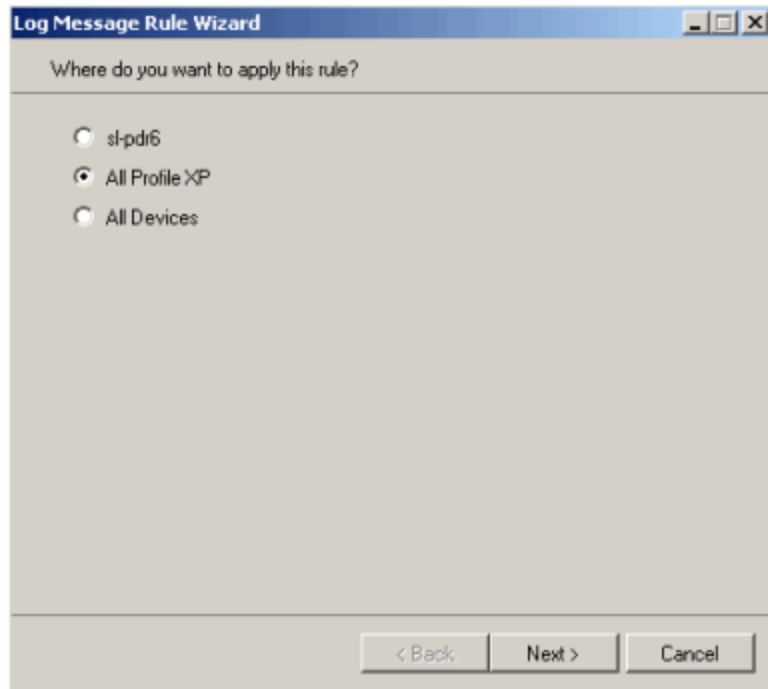 Log Message Rule Wizard
Where do you want to apply this rule?
sl-pdr6
All Profile XP
All Devices
< Back
Next >
Cancel